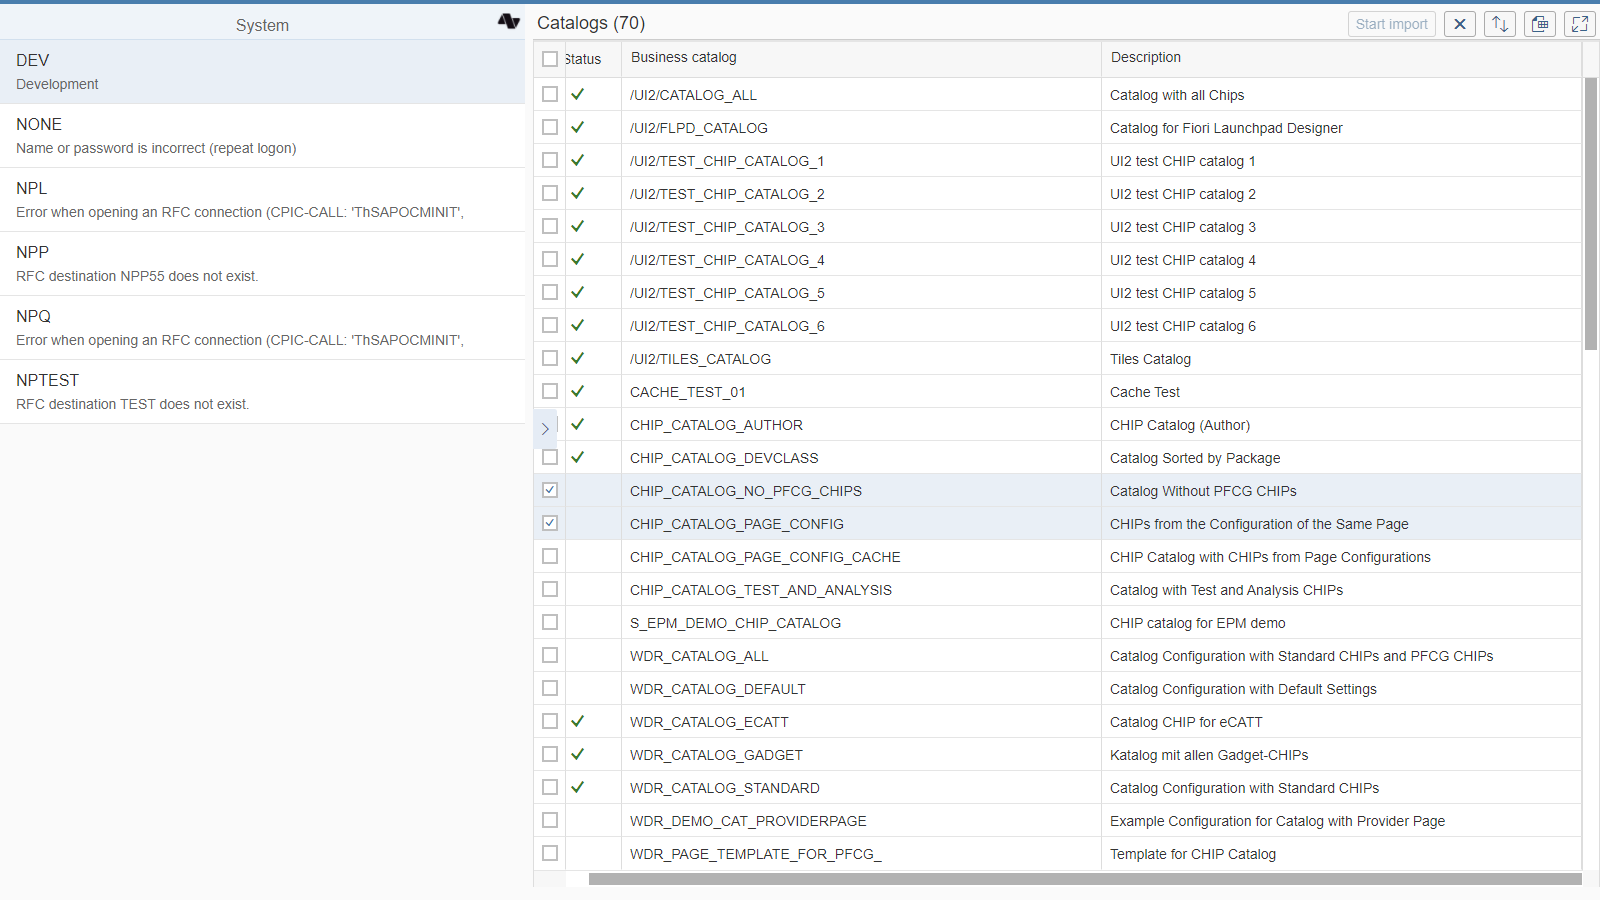 System
DEV
Development
NONE
Name or password is incorrect (repeat logon)
NPL
Error when opening an RFC connection (CPIC-CALL: 'ThSAPOCMINIT',
NPP
RFC destination NPP55 does not exist.
NPQ
Error when opening an RFC connection (CPIC-CALL: 'ThSAPOCMINIT',
NPTEST
RFC destination TEST does not exist.
Catalogs (70)
Start import
Status Business catalog Description
/UI2/CATALOG_ALL Catalog with all Chips
/UI2/FLPD_CATALOG Catalog for Fiori Launchpad Designer
/UI2/TEST_CHIP_CATALOG_1 UI2 test CHIP catalog 1
/UI2/TEST_CHIP_CATALOG_2 UI2 test CHIP catalog 2
/UI2/TEST_CHIP_CATALOG_3 UI2 test CHIP catalog 3
/UI2/TEST_CHIP_CATALOG_4 UI2 test CHIP catalog 4
/UI2/TEST_CHIP_CATALOG_5 UI2 test CHIP catalog 5
/UI2/TEST_CHIP_CATALOG_6 UI2 test CHIP catalog 6
/UI2/TILES_CATALOG Tiles Catalog
CACHE_TEST_01 Cache Test
CHIP_CATALOG_AUTHOR CHIP Catalog (Author)
CHIP_CATALOG_DEVCLASS Catalog Sorted by Package
CHIP_CATALOG_NO_PFCG_CHIPS Catalog Without PFCG CHIPs
CHIP_CATALOG_PAGE_CONFIG CHIPs from the Configuration of the Same Page
CHIP_CATALOG_PAGE_CONFIG_CACHE CHIP Catalog with CHIPs from Page Configurations
CHIP_CATALOG_TEST_AND_ANALYSIS Catalog with Test and Analysis CHIPs
S_EPM_DEMO_CHIP_CATALOG CHIP catalog for EPM demo
WDR_CATALOG_ALL Catalog Configuration with Standard CHIPs and PFCG CHIPs
WDR_CATALOG_DEFAULT Catalog Configuration with Default Settings
WDR_CATALOG_ECATT Catalog CHIP for eCATT
WDR_CATALOG_GADGET Katalog mit allen Gadget-CHIPs
WDR_CATALOG_STANDARD Catalog Configuration with Standard CHIPs
WDR_DEMO_CAT_PROVIDERPAGE Example Configuration for Catalog with Provider Page
WDR_PAGE_TEMPLATE_FOR_PFCG_ Template for CHIP Catalog